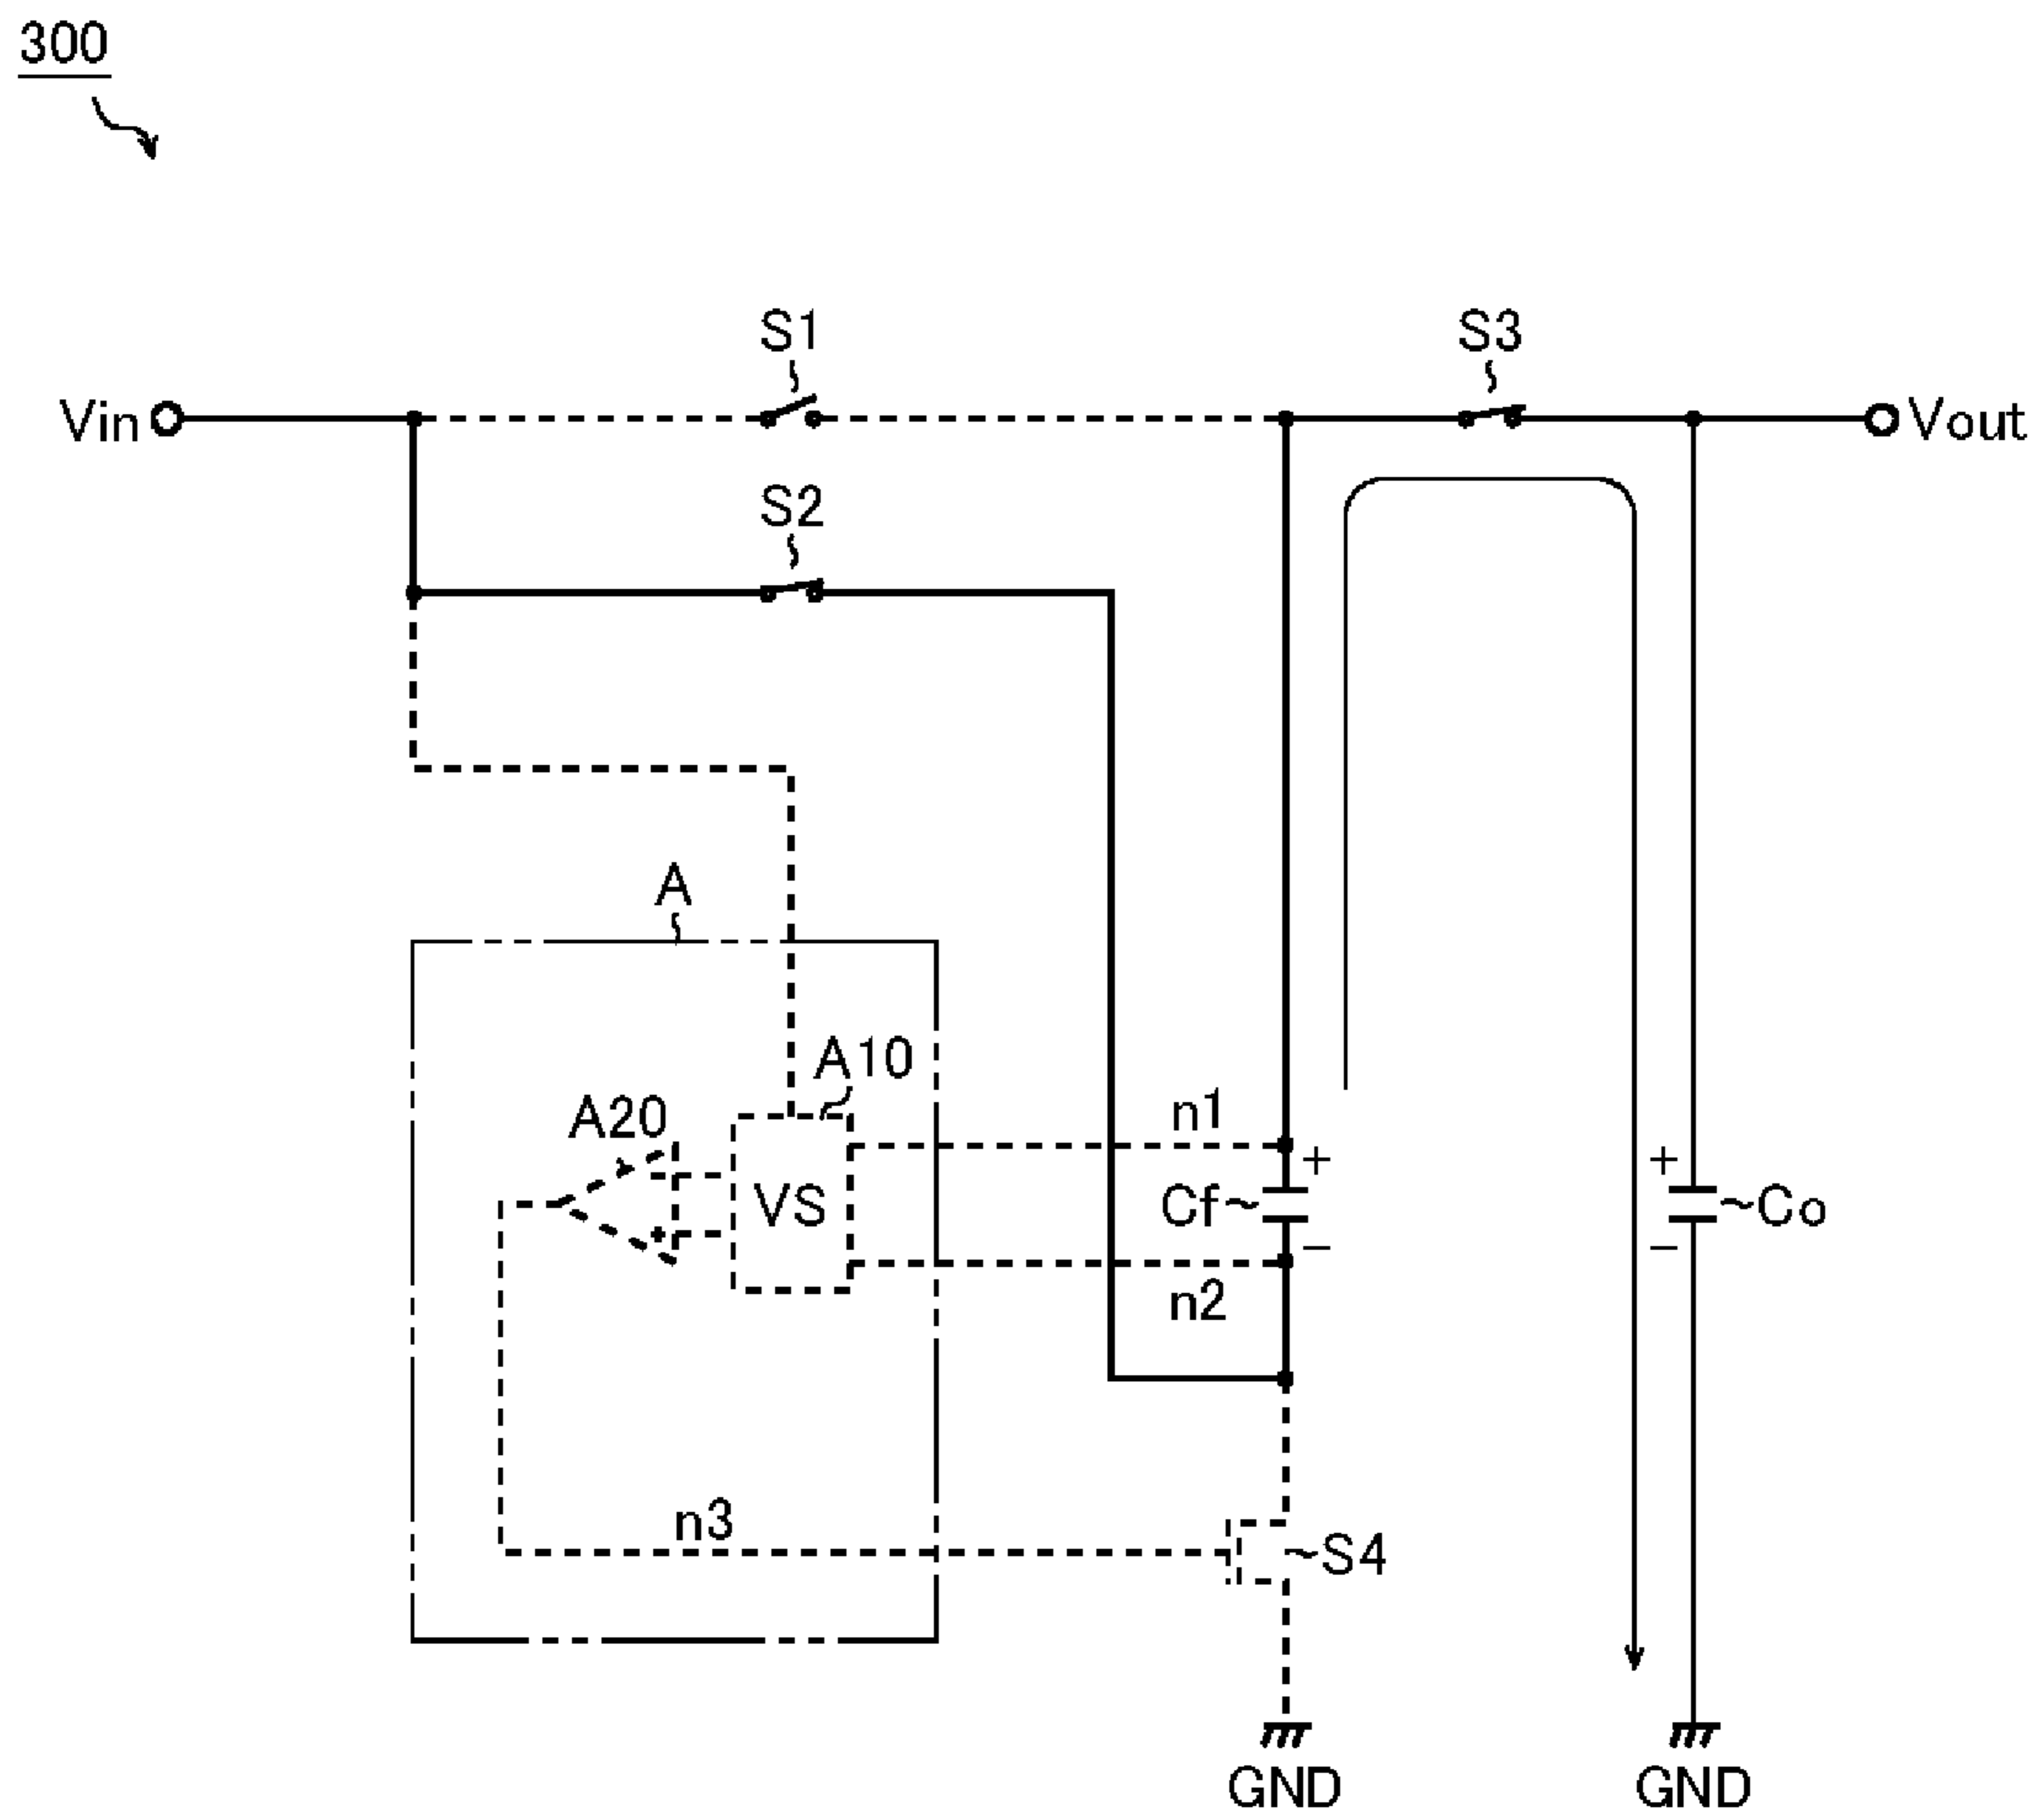 300
S1
S3
Vin
Vout
S2
A
A10
A20
n1
+
+
VS
Cf
Co
+
−
−
n2
n3
S4
GND
GND